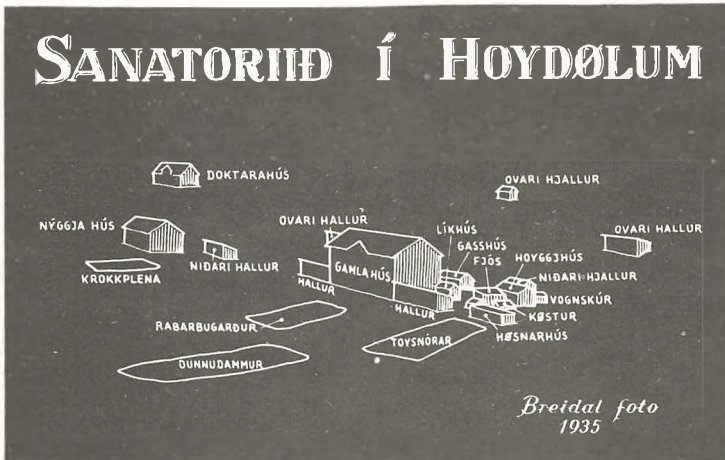 SANATORIIÐ Í HOYDØLUM
DOKTARAHÚS
OVARI HJALLUR
NÝGGJA HÚS
OVARI HALLUR
LÍKHÚS
GASSHÚS
FJÓS
HOYGGJHÚS
OVARI HALLUR
NIÐARI HALLUR
GAMLA HÚS
NIÐARI HJALLUR
KROKKPLENA
HALLUR
HALLUR
VOGNSKÚR
KØSTUR
RABARBUGARÐUR
TOYSNÓRAR
HØSNARHÚS
DUNNUDAMMUR
Breidal foto
1935